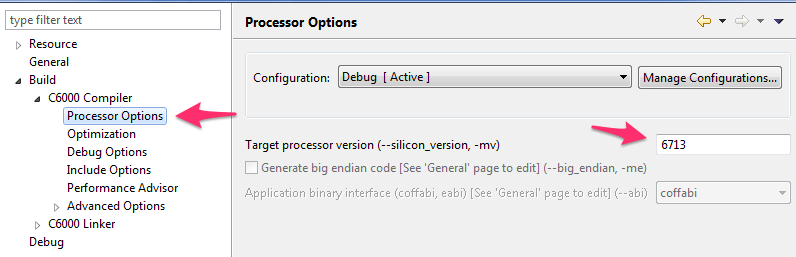 type filter text
Resource
General
Build
C6000 Compiler
Processor Options
Optimization
Debug Options
Include Options
Performance Advisor
Advanced Options
C6000 Linker
Debug
Processor Options
Configuration: Debug [ Active ] Manage Configurations...
Target processor version (--silicon_version, -mv) 6713
Generate big endian code [See 'General' page to edit] (--big_endian, -me)
Application binary interface (coffabi, eabi) [See 'General' page to edit] (--abi) coffabi